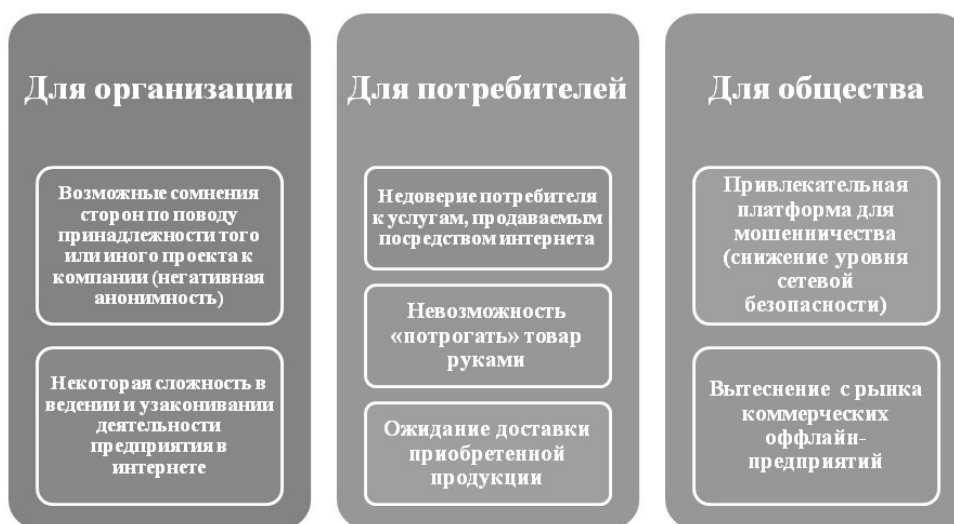 Для организации
Возможные сомнения
сторон по поводу
принадлежности того
или иного проекта к
компании (негативная
анонимность)
Некоторая сложность в
ведении и узаконивании
деятельности
предприятия в
интернете
Для потребителей
Недоверие потребителя
к услугам, продаваемым
посредством интернета
Невозможность
«потрогать» товар
руками
Ожидание доставки
приобретенной
продукции
Для общества
Привлекательная
платформа для
мошенничества
(снижение уровня
сетевой
безопасности)
Вытеснение с рынка
коммерческих
оффлайн-
предприятий